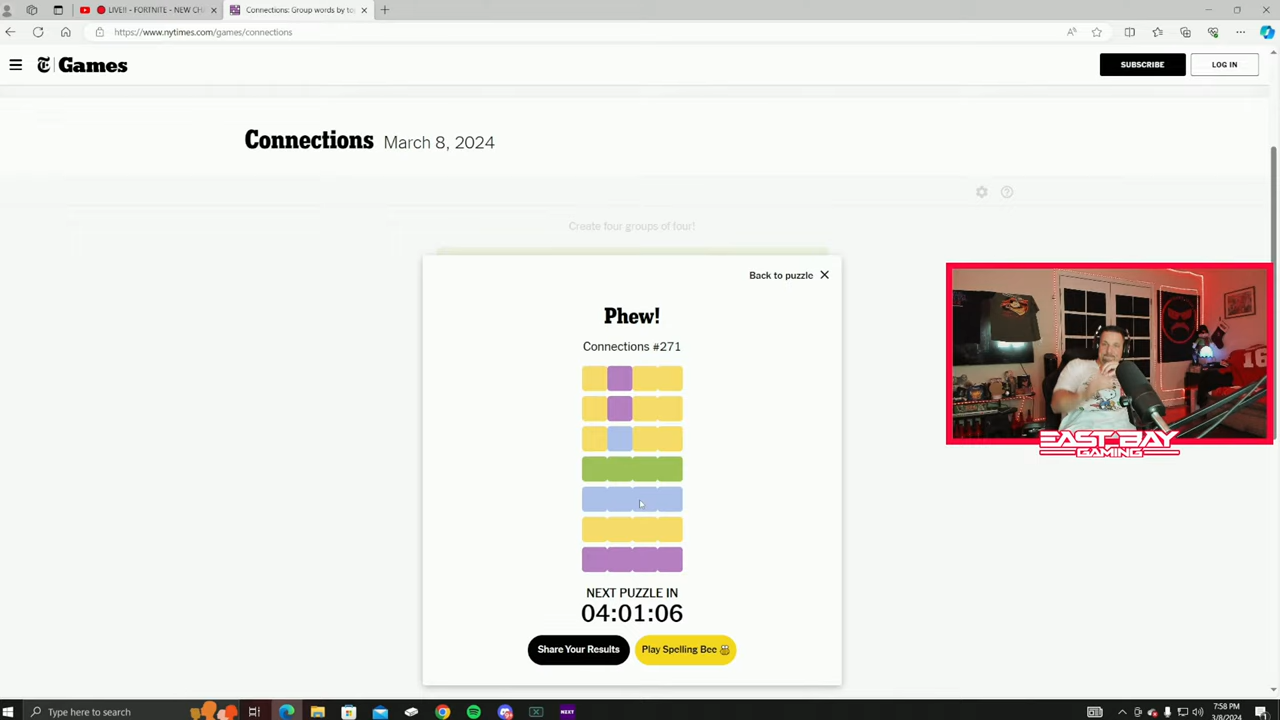 LIVE!! - FORTNITE - NEW CHA
Connections: Group words by to
https://www.nytimes.com/games/connections
Games
SUBSCRIBE
LOG IN
Connections March 8, 2024
Create four groups of four!
Back to puzzle
Phew!
Connections #271
NEXT PUZZLE IN
04:01:06
Share Your Results
Play Spelling Bee
16
EAST BAY
GAMING
Type here to search
NEXT
7:58 PM
3/8/2024